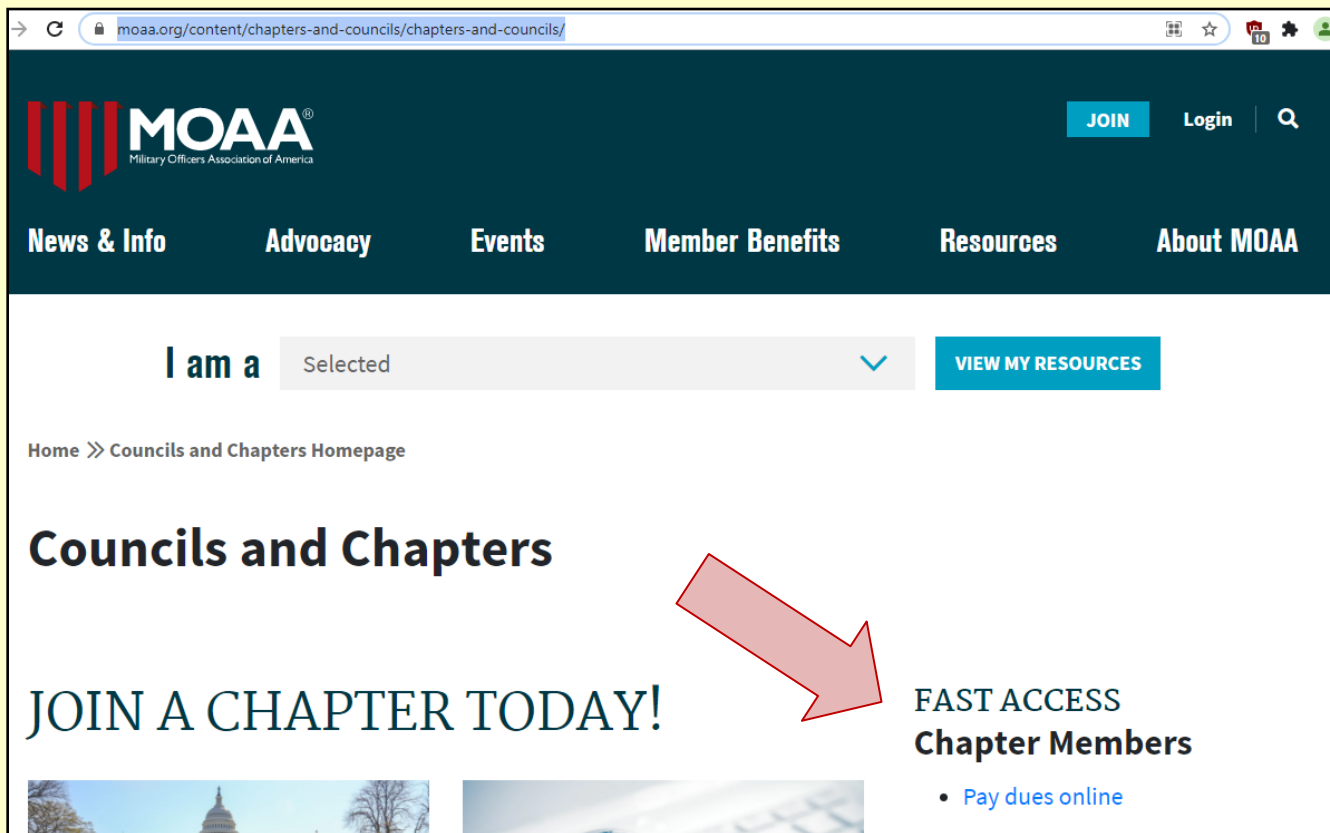 moaa.org/content/chapters-and-councils/chapters-and-councils/
10
MOAA®
Military Officers Association of America
JOIN Login
News & Info Advocacy Events Member Benefits Resources About MOAA
I am a Selected VIEW MY RESOURCES
Home >> Councils and Chapters Homepage
Councils and Chapters
JOIN A CHAPTER TODAY!
FAST ACCESS
Chapter Members
• Pay dues online